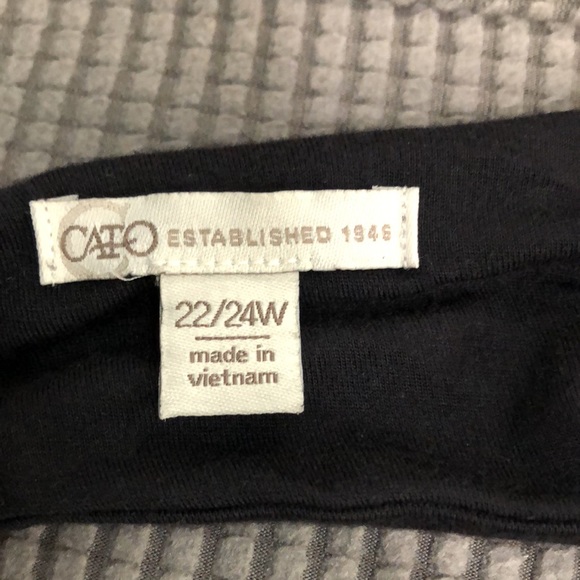 CATO ESTABLISHED 1946
22/24W
made in
vietnam